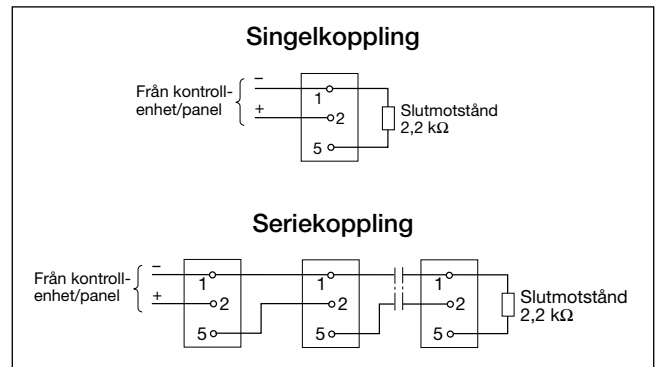 Singelkoppling
Från kontroll-
enhet/panel
–
+
1
2
5
Slutmotstånd
2,2 kΩ
Seriekoppling
Från kontroll-
enhet/panel
–
+
1
2
5
1
2
5
1
2
5
Slutmotstånd
2,2 kΩ